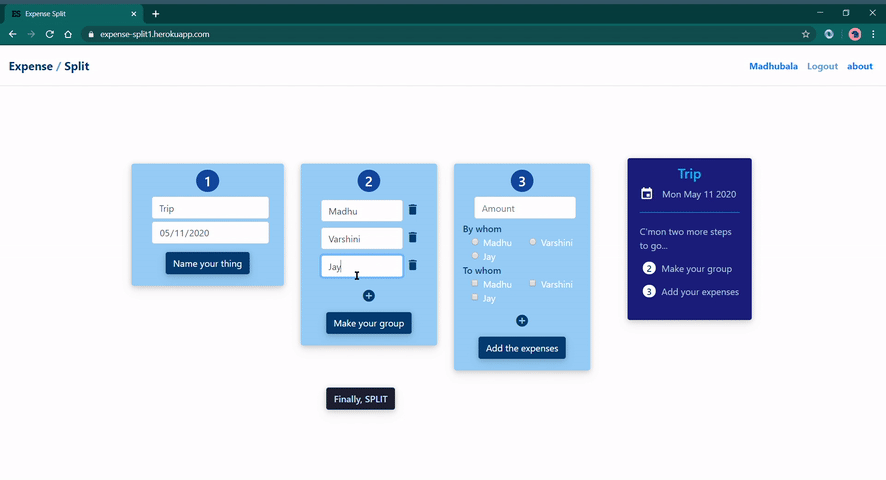 Expense Split
expense-split1.herokuapp.com
Expense / Split
Madhubala Logout about
1
Trip
05/11/2020
Name your thing
2
Madhu
Varshini
Jay
Make your group
3
Amount
By whom
Madhu Varshini
Jay
To whom
Madhu Varshini
Jay
Add the expenses
Trip
Mon May 11 2020
C'mon two more steps
to go...
2 Make your group
3 Add your expenses
Finally, SPLIT